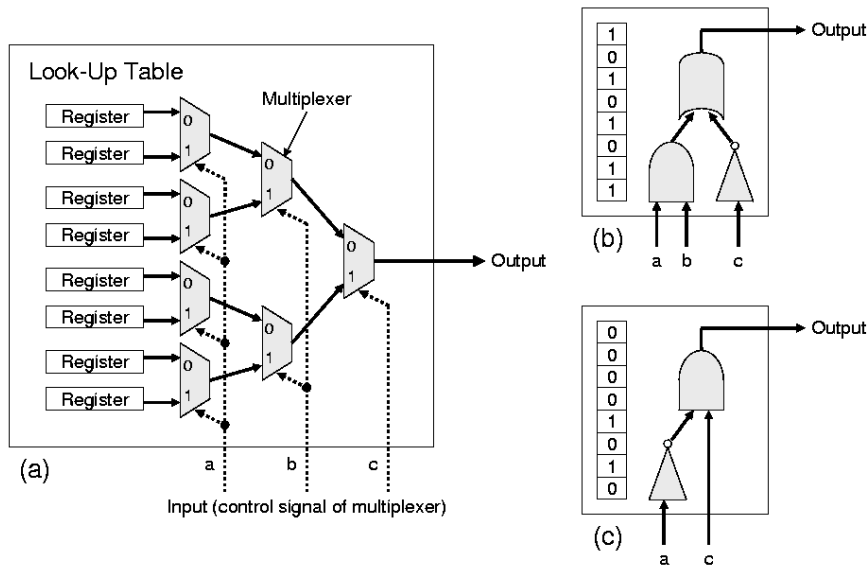 Look-Up Table
Multiplexer
Register
0
Register
1
0
1
Register
0
Register
1
0
1
Register
0
Register
1
0
1
Register
0
Register
1
Output
(a)
a b c
Input (control signal of multiplexer)
1
0
1
0
1
0
1
1
Output
(b)
a b c
0
0
0
0
1
0
1
0
Output
(c)
a c